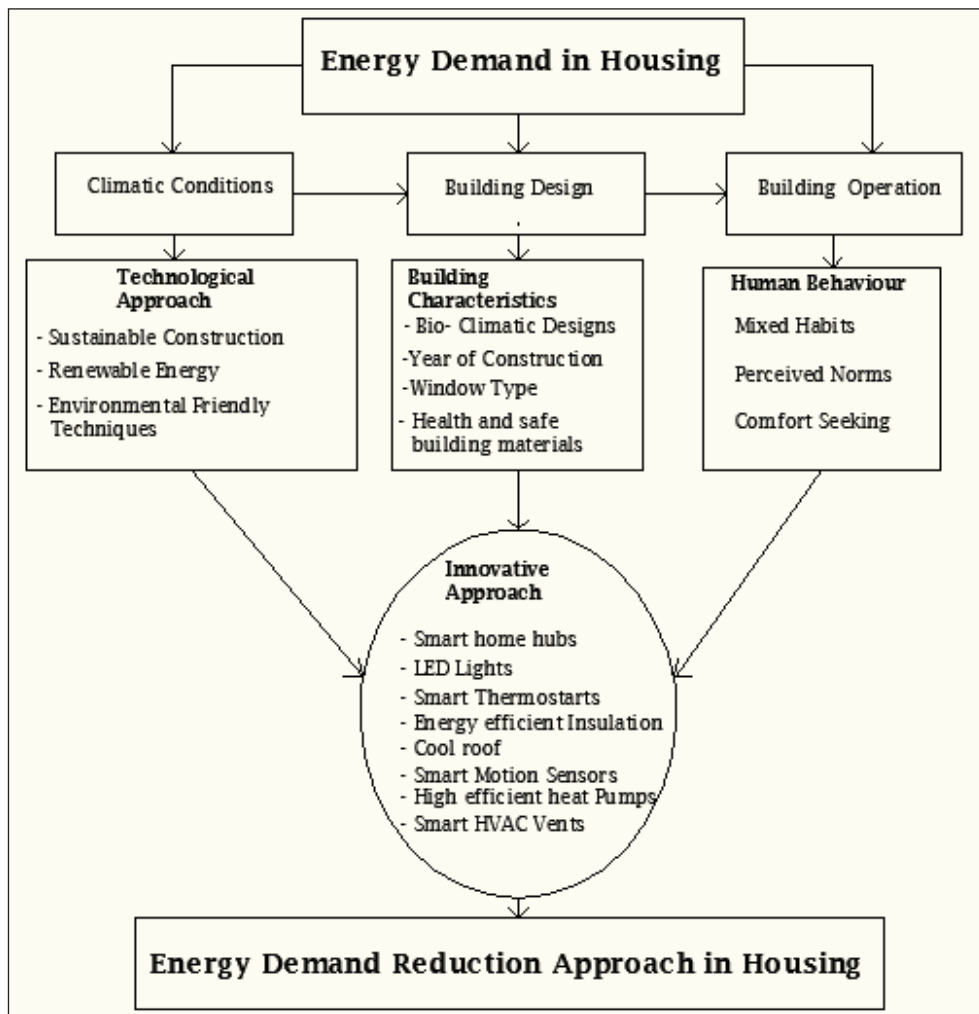 Energy Demand in Housing
Climatic Conditions
Building Design
.
Building Operation
Technological
Approach
- Sustainable Construction
- Renewable Energy
- Environmental Friendly
Techniques
Building
Characteristics
- Bio- Climatic Designs
-Year of Construction
-Window Type
- Health and safe
building materials
Human Behaviour
Mixed Habits
Perceived Norms
Comfort Seeking
Innovative
Approach
- Smart home hubs
- LED Lights
- Smart Thermostarts
- Energy efficient Insulation
- Cool roof
- Smart Motion Sensors
- High efficient heat Pumps
- Smart HVAC Vents
Energy Demand Reduction Approach in Housing